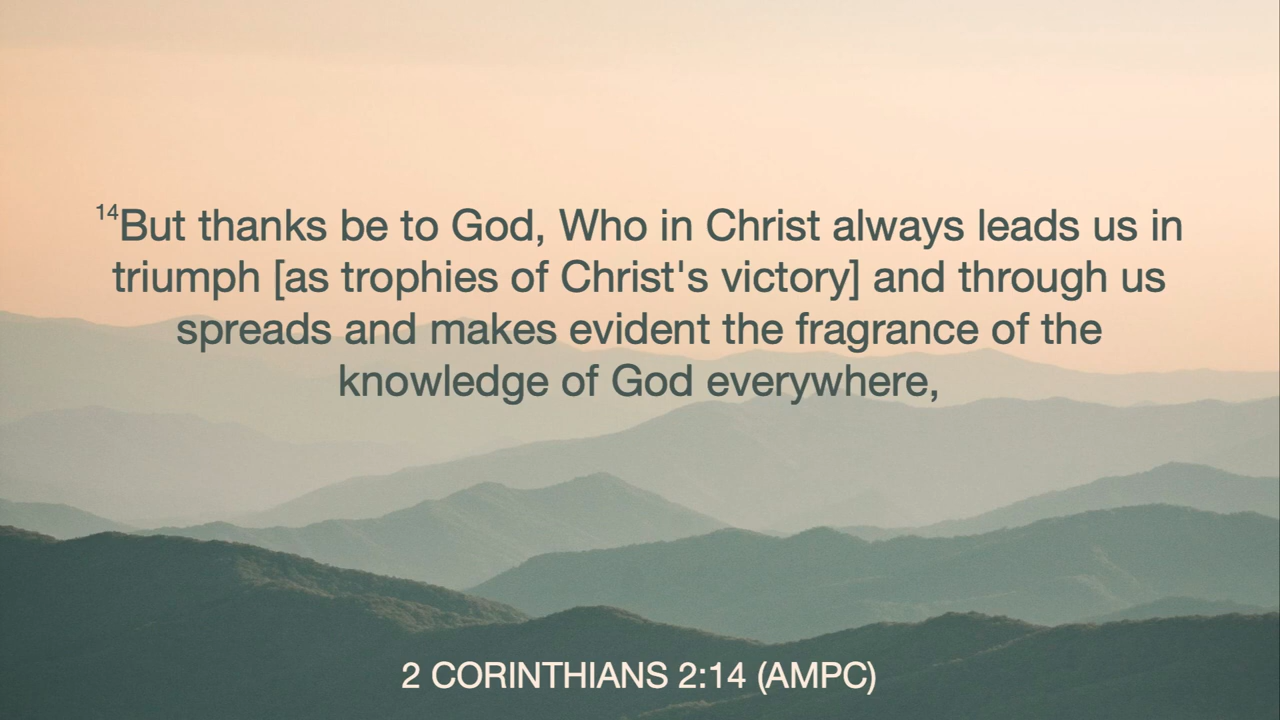 14But thanks be to God, Who in Christ always leads us in
triumph [as trophies of Christ's victory] and through us
spreads and makes evident the fragrance of the
knowledge of God everywhere,
2 CORINTHIANS 2:14 (AMPC)